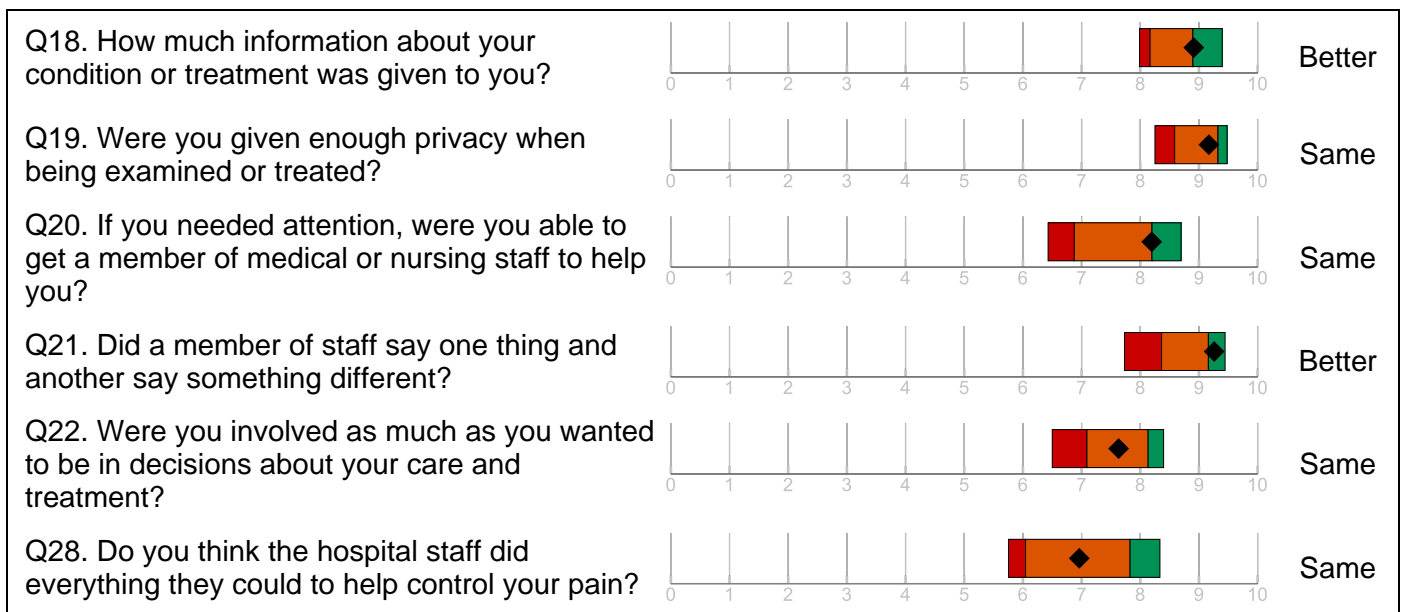 Q18. How much information about your
condition or treatment was given to you?
0 1 2 3 4 5 6 7 8 9 10
Better
Q19. Were you given enough privacy when
being examined or treated?
0 1 2 3 4 5 6 7 8 9 10
Same
Q20. If you needed attention, were you able to
get a member of medical or nursing staff to help
you?
0 1 2 3 4 5 6 7 8 9 10
Same
Q21. Did a member of staff say one thing and
another say something different?
0 1 2 3 4 5 6 7 8 9 10
Better
Q22. Were you involved as much as you wanted
to be in decisions about your care and
treatment?
0 1 2 3 4 5 6 7 8 9 10
Same
Q28. Do you think the hospital staff did
everything they could to help control your pain?
0 1 2 3 4 5 6 7 8 9 10
Same